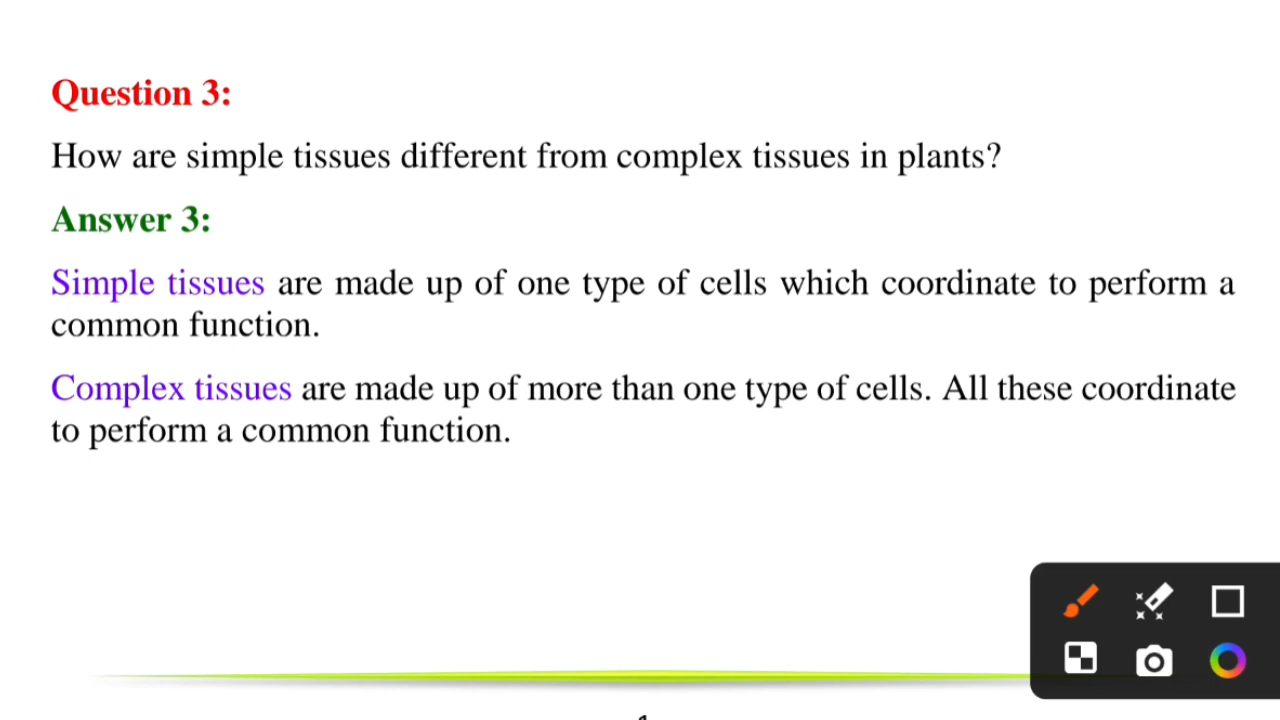 Question 3:
How are simple tissues different from complex tissues in plants?
Answer 3:
Simple tissues are made up of one type of cells which coordinate to perform a
common function.
Complex tissues are made up of more than one type of cells. All these coordinate
to perform a common function.